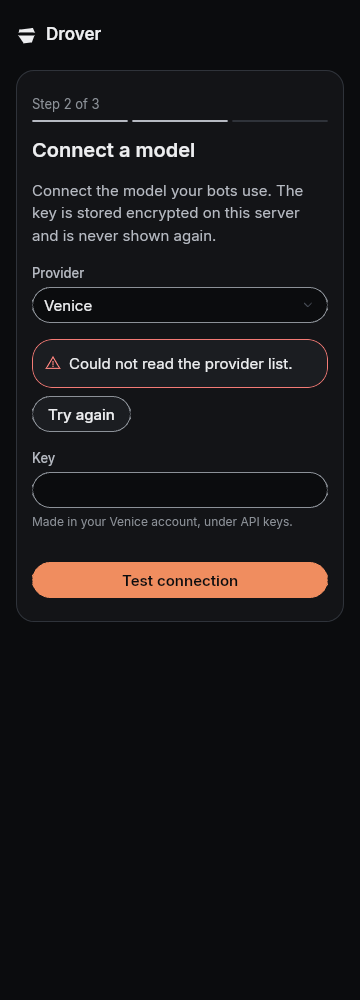 Drover
Step 2 of 3
Connect a model
Connect the model your bots use. The
key is stored encrypted on this server
and is never shown again.
Provider
Venice
Could not read the provider list.
Try again
Key
Made in your Venice account, under API keys.
Test connection